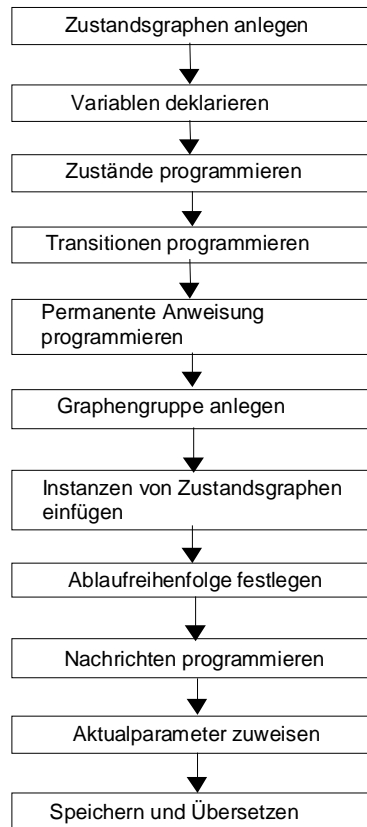 Zustandsgraphen anlegen
Variablen deklarieren
Zustände programmieren
Transitionen programmieren
Permanente Anweisung
programmieren
Graphengruppe anlegen
Instanzen von Zustandsgraphen
einfügen
Ablaufreihenfolge festlegen
Nachrichten programmieren
Aktualparameter zuweisen
Speichern und Übersetzen